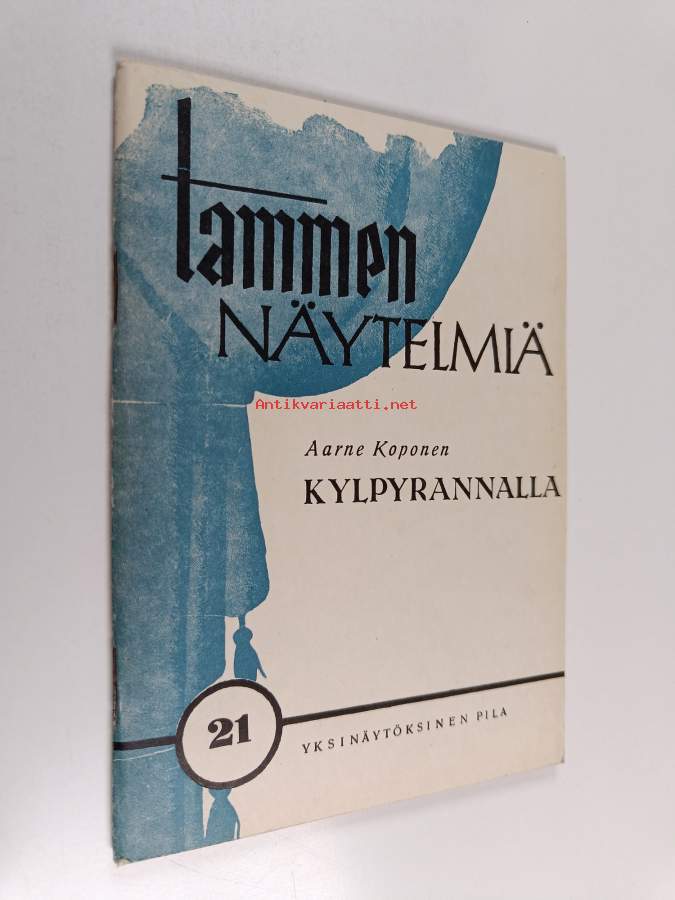 tammen
NÄYTELMIÄ
Antikvariaatti.net
Aarne Koponen
KYLPYRANNALLA
21
YKSINÄYTÖKSINEN PILA